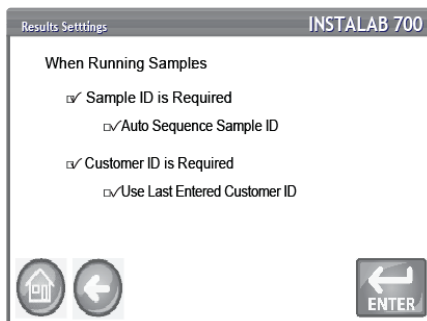 Results Setttings
INSTALAB 700
When Running Samples
Sample ID is Required
Auto Sequence Sample ID
Customer ID is Required
Use Last Entered Customer ID
ENTER